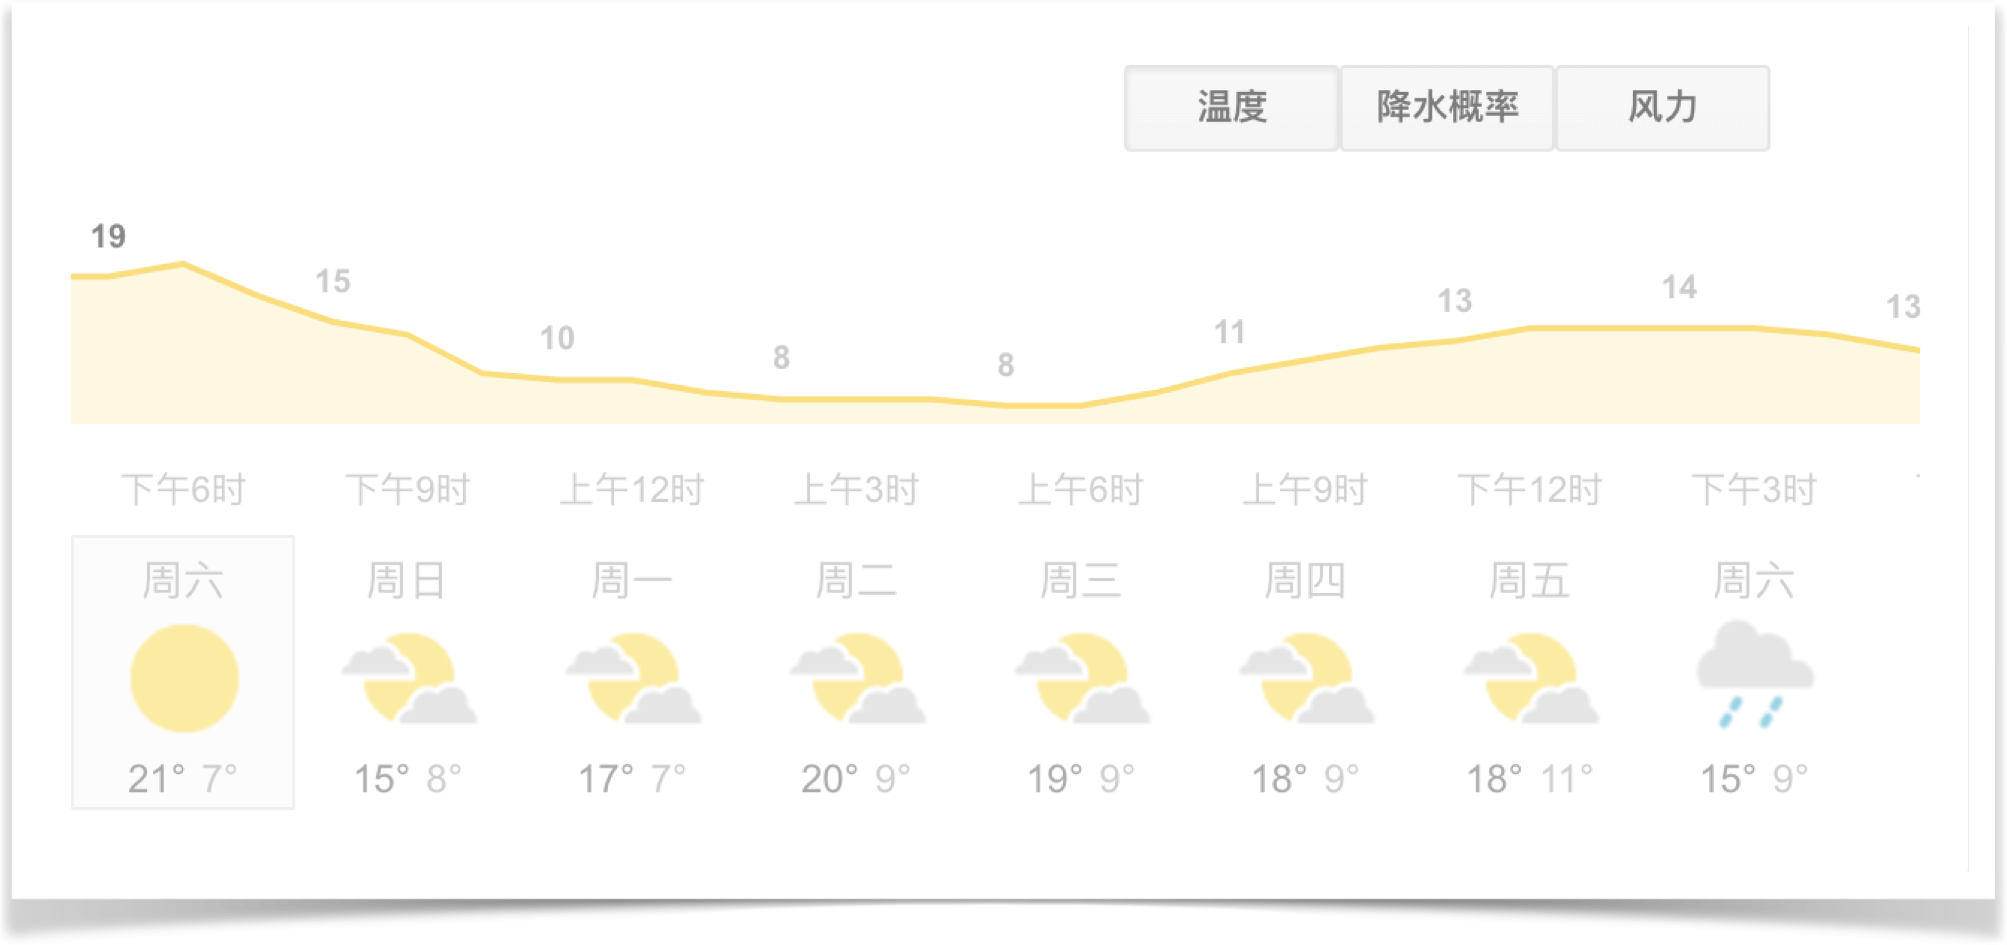 温度 降水概率 风力
19 15 10 8 8 11 13 14 13
下午6时 下午9时 上午12时 上午3时 上午6时 上午9时 下午12时 下午3时
周六 周日 周一 周二 周三 周四 周五 周六
21° 7° 15° 8° 17° 7° 20° 9° 19° 9° 18° 9° 18° 11° 15° 9°